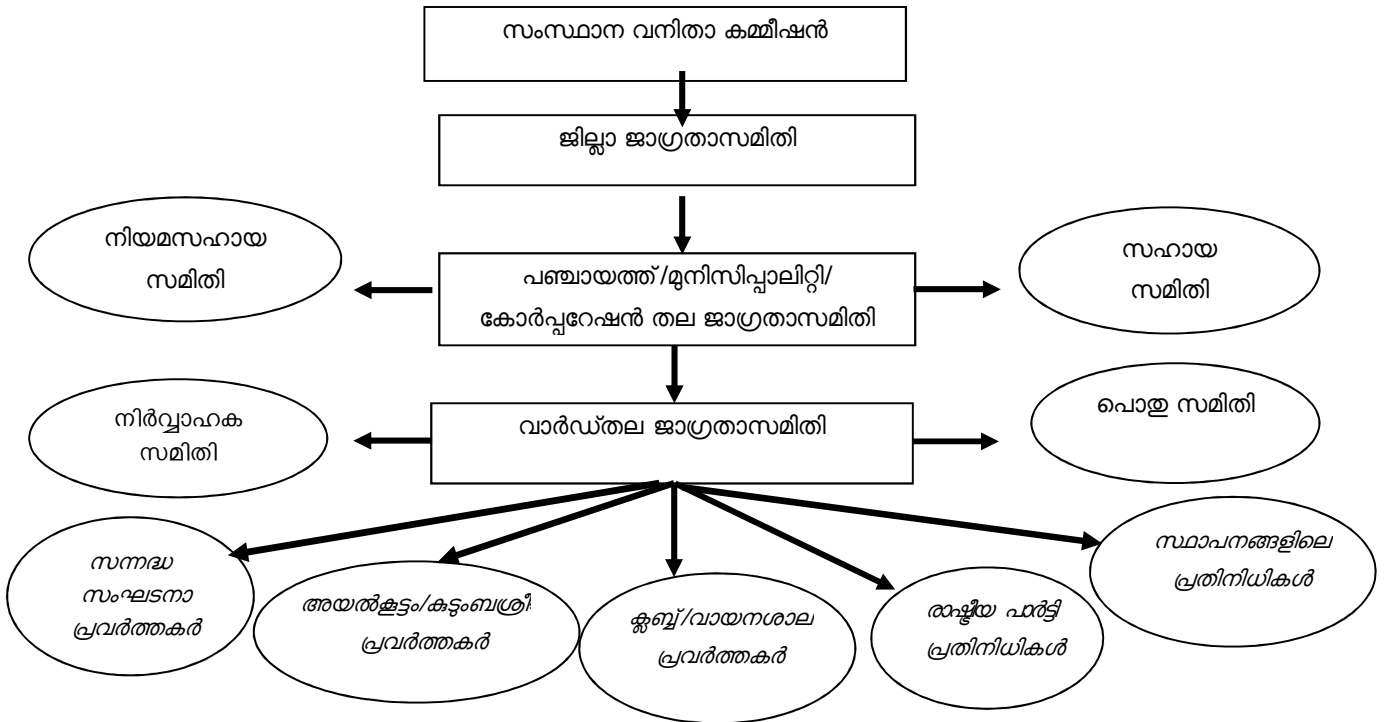 സംസ്ഥാന വനിതാ കമ്മീഷൻ
ജില്ലാ ജാഗ്രതാസമിതി
നിയമസഹായ
സമിതി
പഞ്ചായത്ത്/മുനിസിപ്പാലിറ്റി/
കോർപ്പറേഷൻ തല ജാഗ്രതാസമിതി
സഹായ
സമിതി
നിർവ്വാഹക
സമിതി
വാർഡ്തല ജാഗ്രതാസമിതി
പൊതു സമിതി
സന്നദ്ധ
സംഘടനാ
പ്രവർത്തകർ
അയൽകൂട്ടം/കുടുംബശ്രീ
പ്രവർത്തകർ
ക്ലബ്ബ്/വായനശാല
പ്രവർത്തകർ
രാഷ്ട്രീയ പാർട്ടി
പ്രതിനിധികൾ
സ്ഥാപനങ്ങളിലെ
പ്രതിനിധികൾ